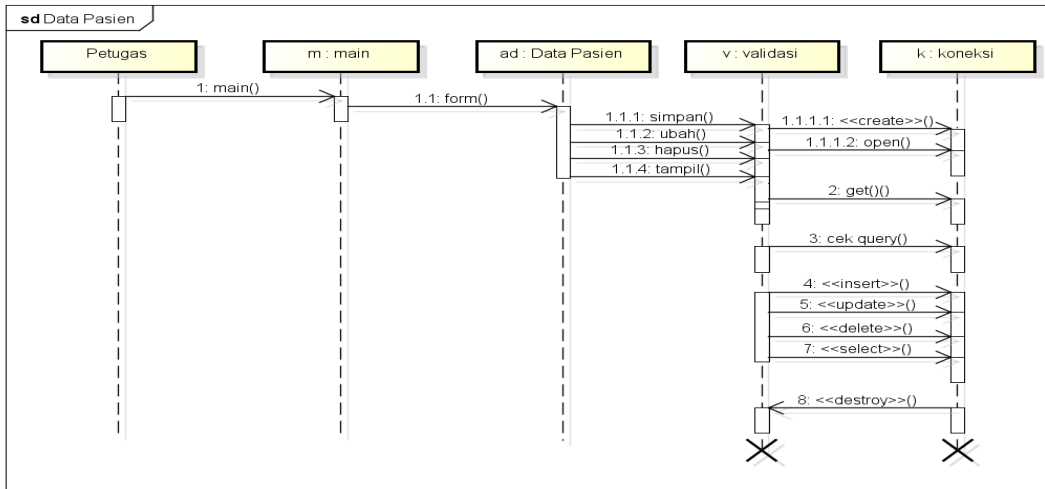 sd Data Pasien
Petugas
m : main
ad : Data Pasien
v : validasi
k : koneksi
1: main()
1.1: form()
1.1.1: simpan()
1.1.1.1: <<create>>()
1.1.2: ubah()
1.1.1.2: open()
1.1.3: hapus()
1.1.4: tampil()
2: get()()
3: cek query()
4: <<insert>>()
5: <<update>>()
6: <<delete>>()
7: <<select>>()
8: <<destroy>>()